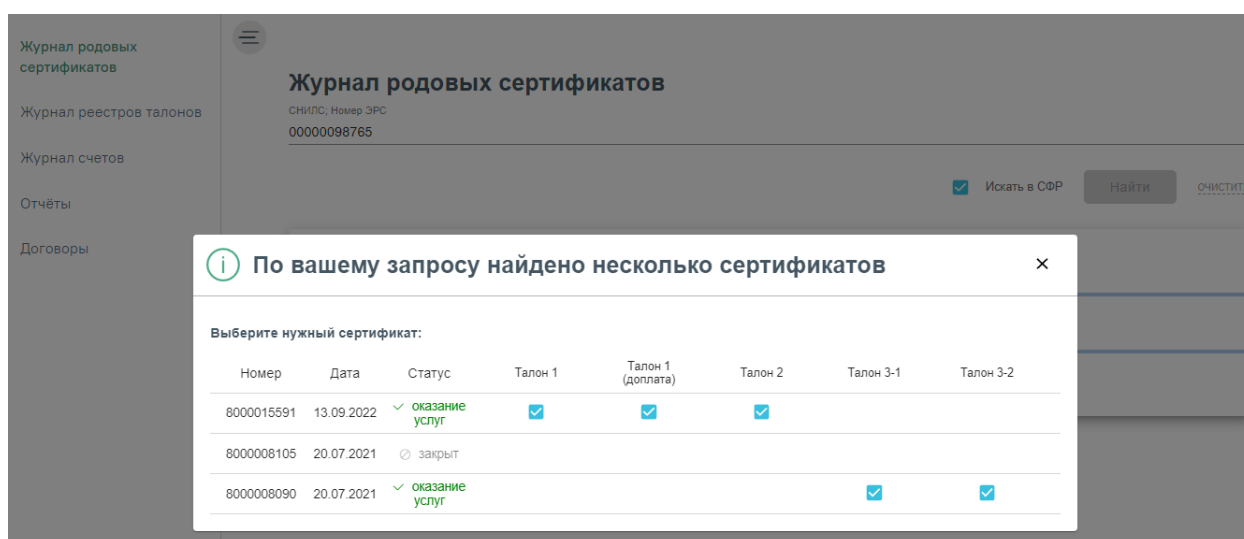 Журнал родовых
сертификатов
Журнал реестров талонов
Журнал счетов
Отчёты
Договоры
Журнал родовых сертификатов
СНИЛС; Номер ЭРС
00000098765
Искать в СФР
Найти
очистит
По вашему запросу найдено несколько сертификатов
Выберите нужный сертификат:
Номер Дата Статус Талон 1 Талон 1 (доплата) Талон 2 Талон 3-1 Талон 3-2
8000015591 13.09.2022 оказание услуг
8000008105 20.07.2021 закрыт
8000008090 20.07.2021 оказание услуг